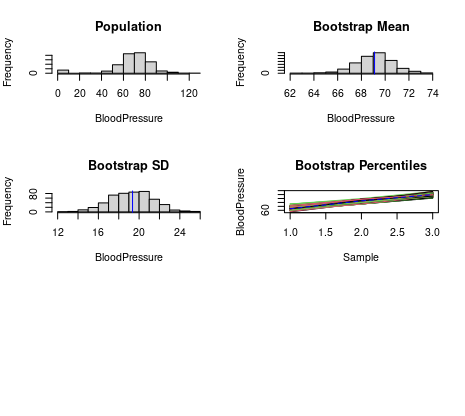 Population
Frequency
0
0 20 40 60 80 120
BloodPressure
Bootstrap Mean
Frequency
0
62 64 66 68 70 72 74
BloodPressure
Bootstrap SD
Frequency
0 80
12 16 20 24
BloodPressure
Bootstrap Percentiles
BloodPressure
60
1.0 1.5 2.0 2.5 3.0
Sample